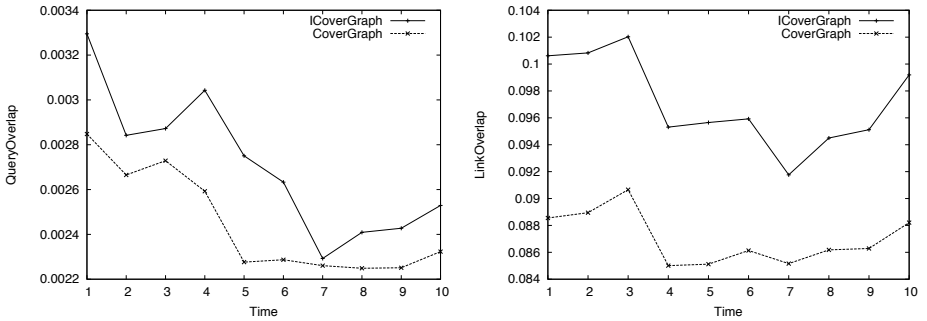 0.0034
0.0032
0.003
0.0028
0.0026
0.0024
0.0022
QueryOverlap
1 2 3 4 5 6 7 8 9 10
Time
ICoverGraph
CoverGraph
0.104
0.102
0.1
0.098
0.096
0.094
0.092
0.09
0.088
0.086
0.084
LinkOverlap
1 2 3 4 5 6 7 8 9 10
Time
ICoverGraph
CoverGraph